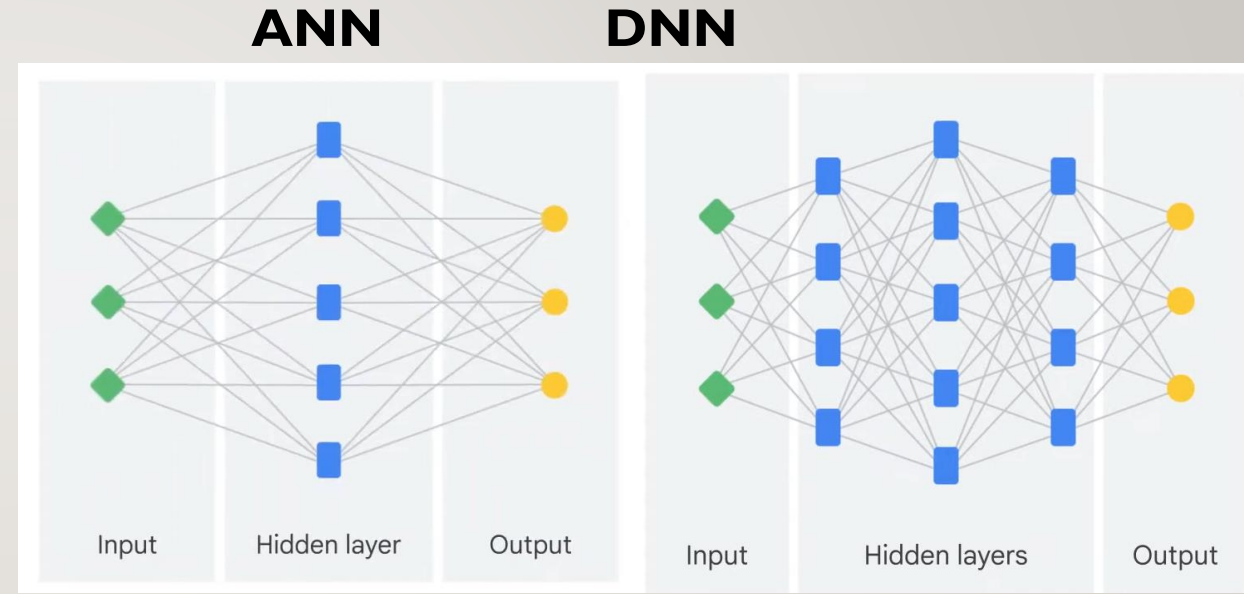 ANN
DNN
Input
Hidden layer
Output
Input
Hidden layers
Output